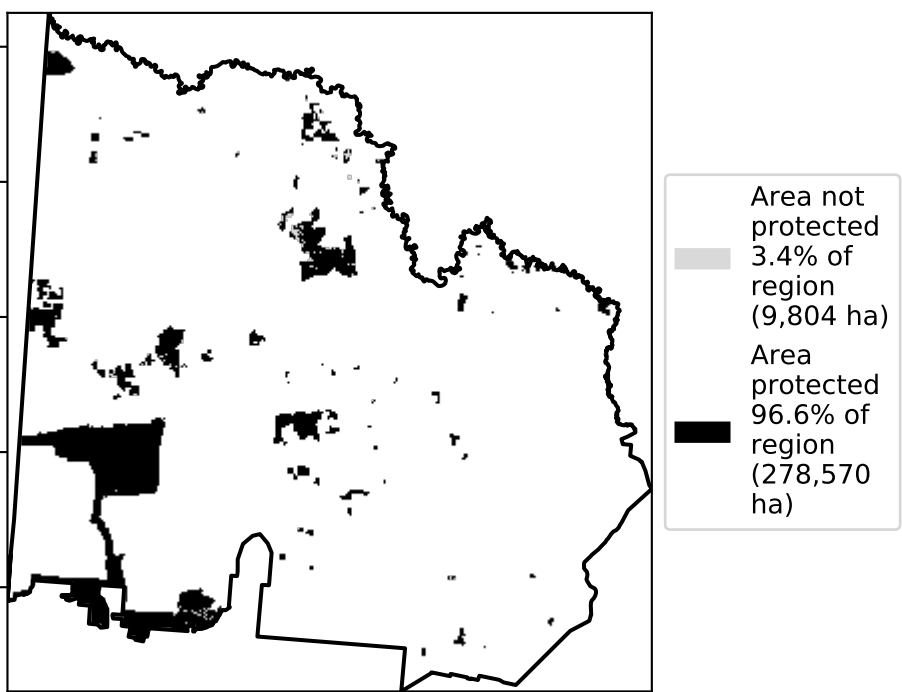 Area not
protected
3.4% of
region
(9,804 ha)
Area
protected
96.6% of
region
(278,570
ha)